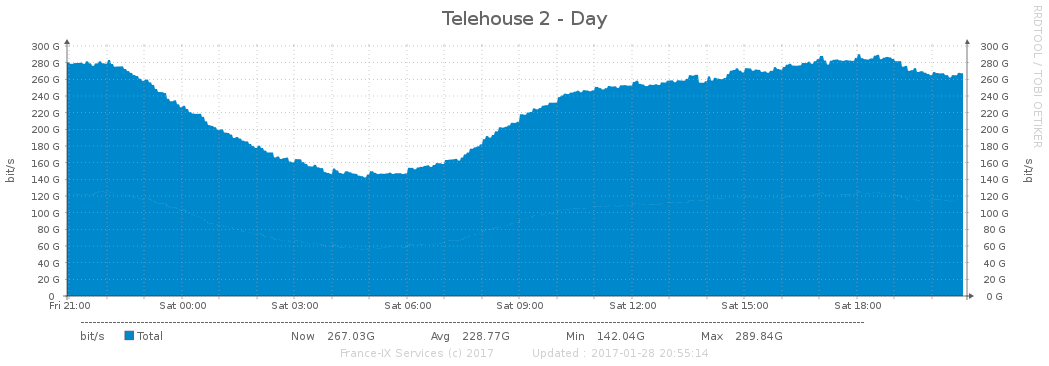 Telehouse 2 - Day
RRDTOOL / TOBI OETIKER
300 G 300 G
280 G 280 G
260 G 260 G
240 G 240 G
220 G 220 G
200 G 200 G
180 G 180 G
160 G 160 G
140 G 140 G
120 G 120 G
100 G 100 G
80 G 80 G
60 G 60 G
40 G 40 G
20 G 20 G
0 0 G
bit/s bit/s
Fri 21:00 Sat 00:00 Sat 03:00 Sat 06:00 Sat 09:00 Sat 12:00 Sat 15:00 Sat 18:00
bit/s Total Now 267.03G Avg 228.77G Min 142.04G Max 289.84G
France-IX Services (c) 2017 Updated : 2017-01-28 20:55:14